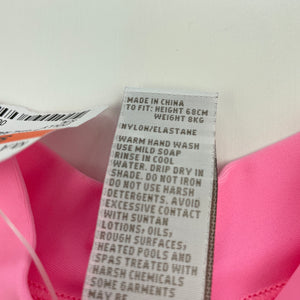 MADE IN CHINA
TO FIT: HEIGHT 68CM
WEIGHT 8KG
NYLON/ELASTANE
WARM HAND WASH
USE MILD SOAP
RINSE IN COOL
WATER. DRIP DRY IN
SHADE. DO NOT IRON
DO NOT USE HARSH
DETERGENTS. AVOID
EXCESSIVE CONTACT
WITH SUNTAN
LOTIONS, OILS,
ROUGH SURFACES,
HEATED POOLS AND
SPAS TREATED WITH
HARSH CHEMICALS
SOME GARMENTS
MAY BE